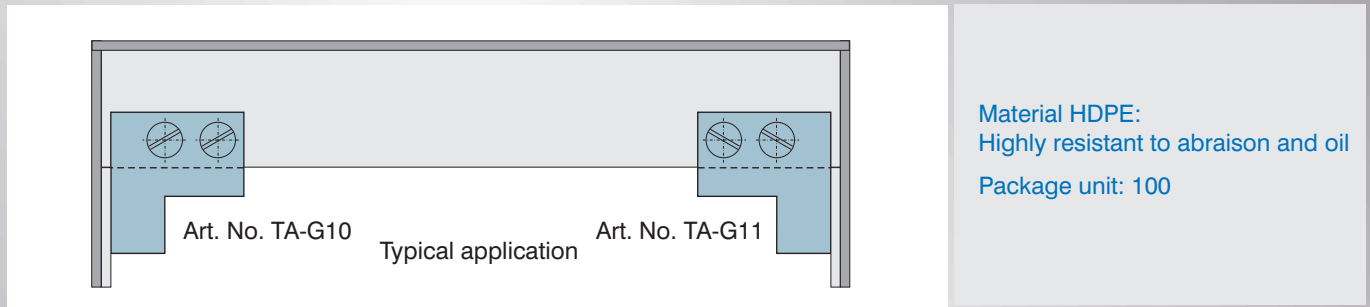 Art. No. TA-G10
Typical application
Art. No. TA-G11
Material HDPE:
Highly resistant to abraison and oil
Package unit: 100